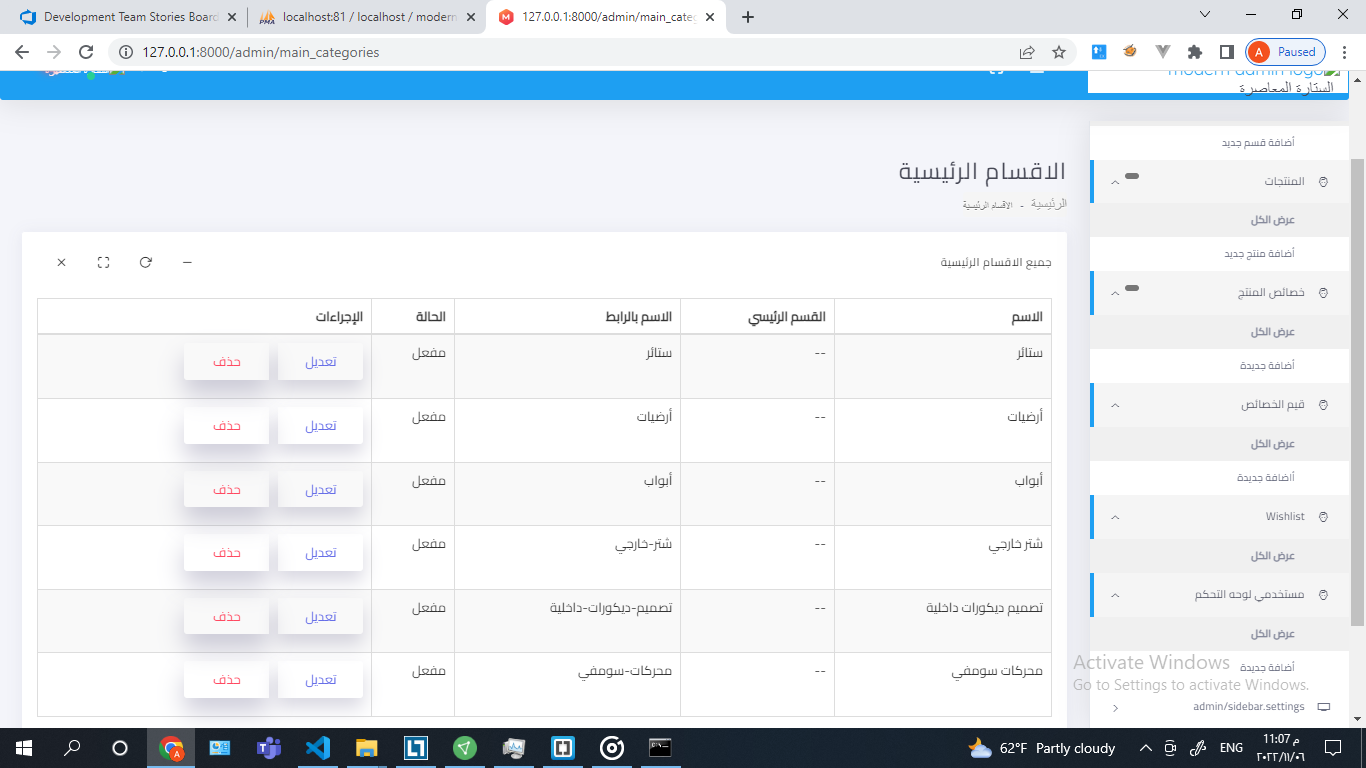 Development Team Stories Board
localhost:81 / localhost / modern
127.0.0.1:8000/admin/main_categ
127.0.0.1:8000/admin/main_categories
A Paused
modern admin logo
الستارة المعاصرة
أضافة قسم جديد
المنتجات
عرض الكل
أضافة منتج جديد
خصائص المنتج
عرض الكل
أضافة جديدة
قيم الخصائص
عرض الكل
أاضافة جديدة
Wishlist
عرض الكل
مستخدمي لوحه التحكم
عرض الكل
أضافة جديدة
admin/sidebar.settings
الاقسام الرئيسية
الرئيسية - الاقسام الرئيسية
جميع الاقسام الرئيسية
الاسم القسم الرئيسي الاسم بالرابط الحالة الإجراءات
ستائر -- ستائر مفعل تعديل حذف
أرضيات -- أرضيات مفعل تعديل حذف
أبواب -- أبواب مفعل تعديل حذف
شتر خارجي -- شتر-خارجي مفعل تعديل حذف
تصميم ديكورات داخلية -- تصميم-ديكورات-داخلية مفعل تعديل حذف
محركات سومفي -- محركات-سومفي مفعل تعديل حذف
Activate Windows
Go to Settings to activate Windows.
62°F Partly cloudy
ENG
11:07 م
٢٠٢٢/١١/٠٦